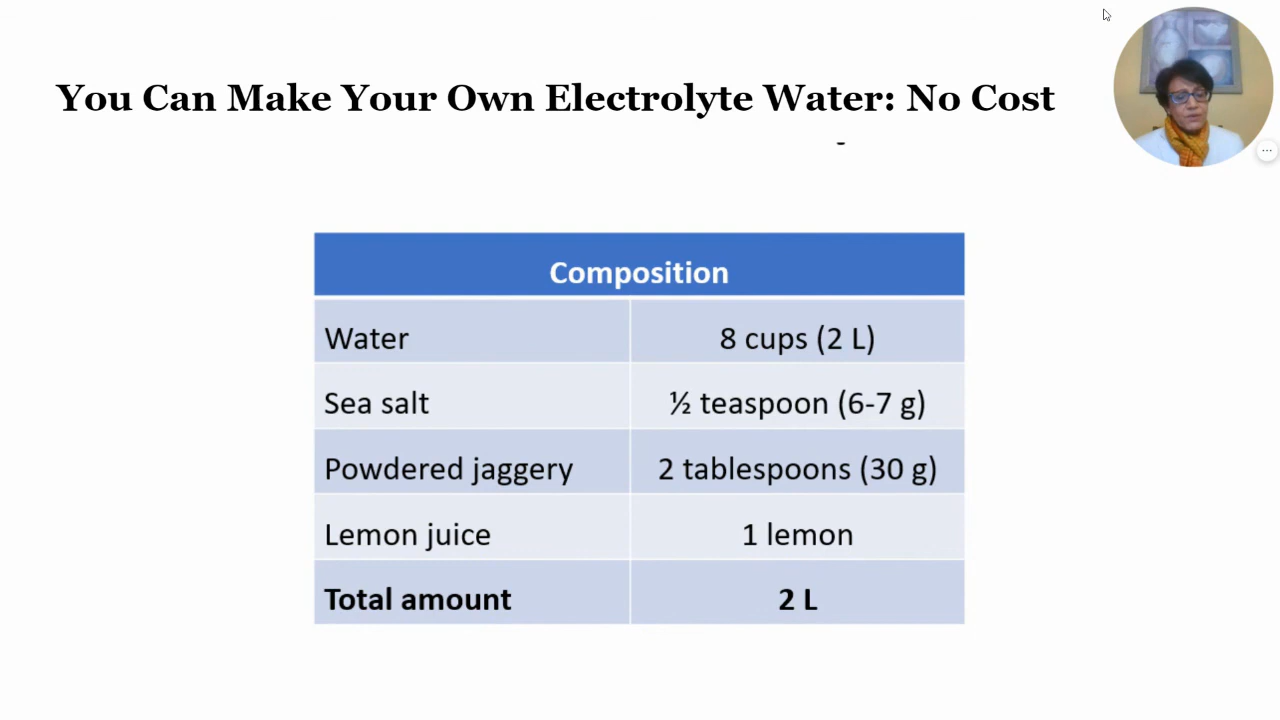 You Can Make Your Own Electrolyte Water: No Cost
Composition
Water 8 cups (2 L)
Sea salt ½ teaspoon (6-7 g)
Powdered jaggery 2 tablespoons (30 g)
Lemon juice 1 lemon
Total amount 2 L